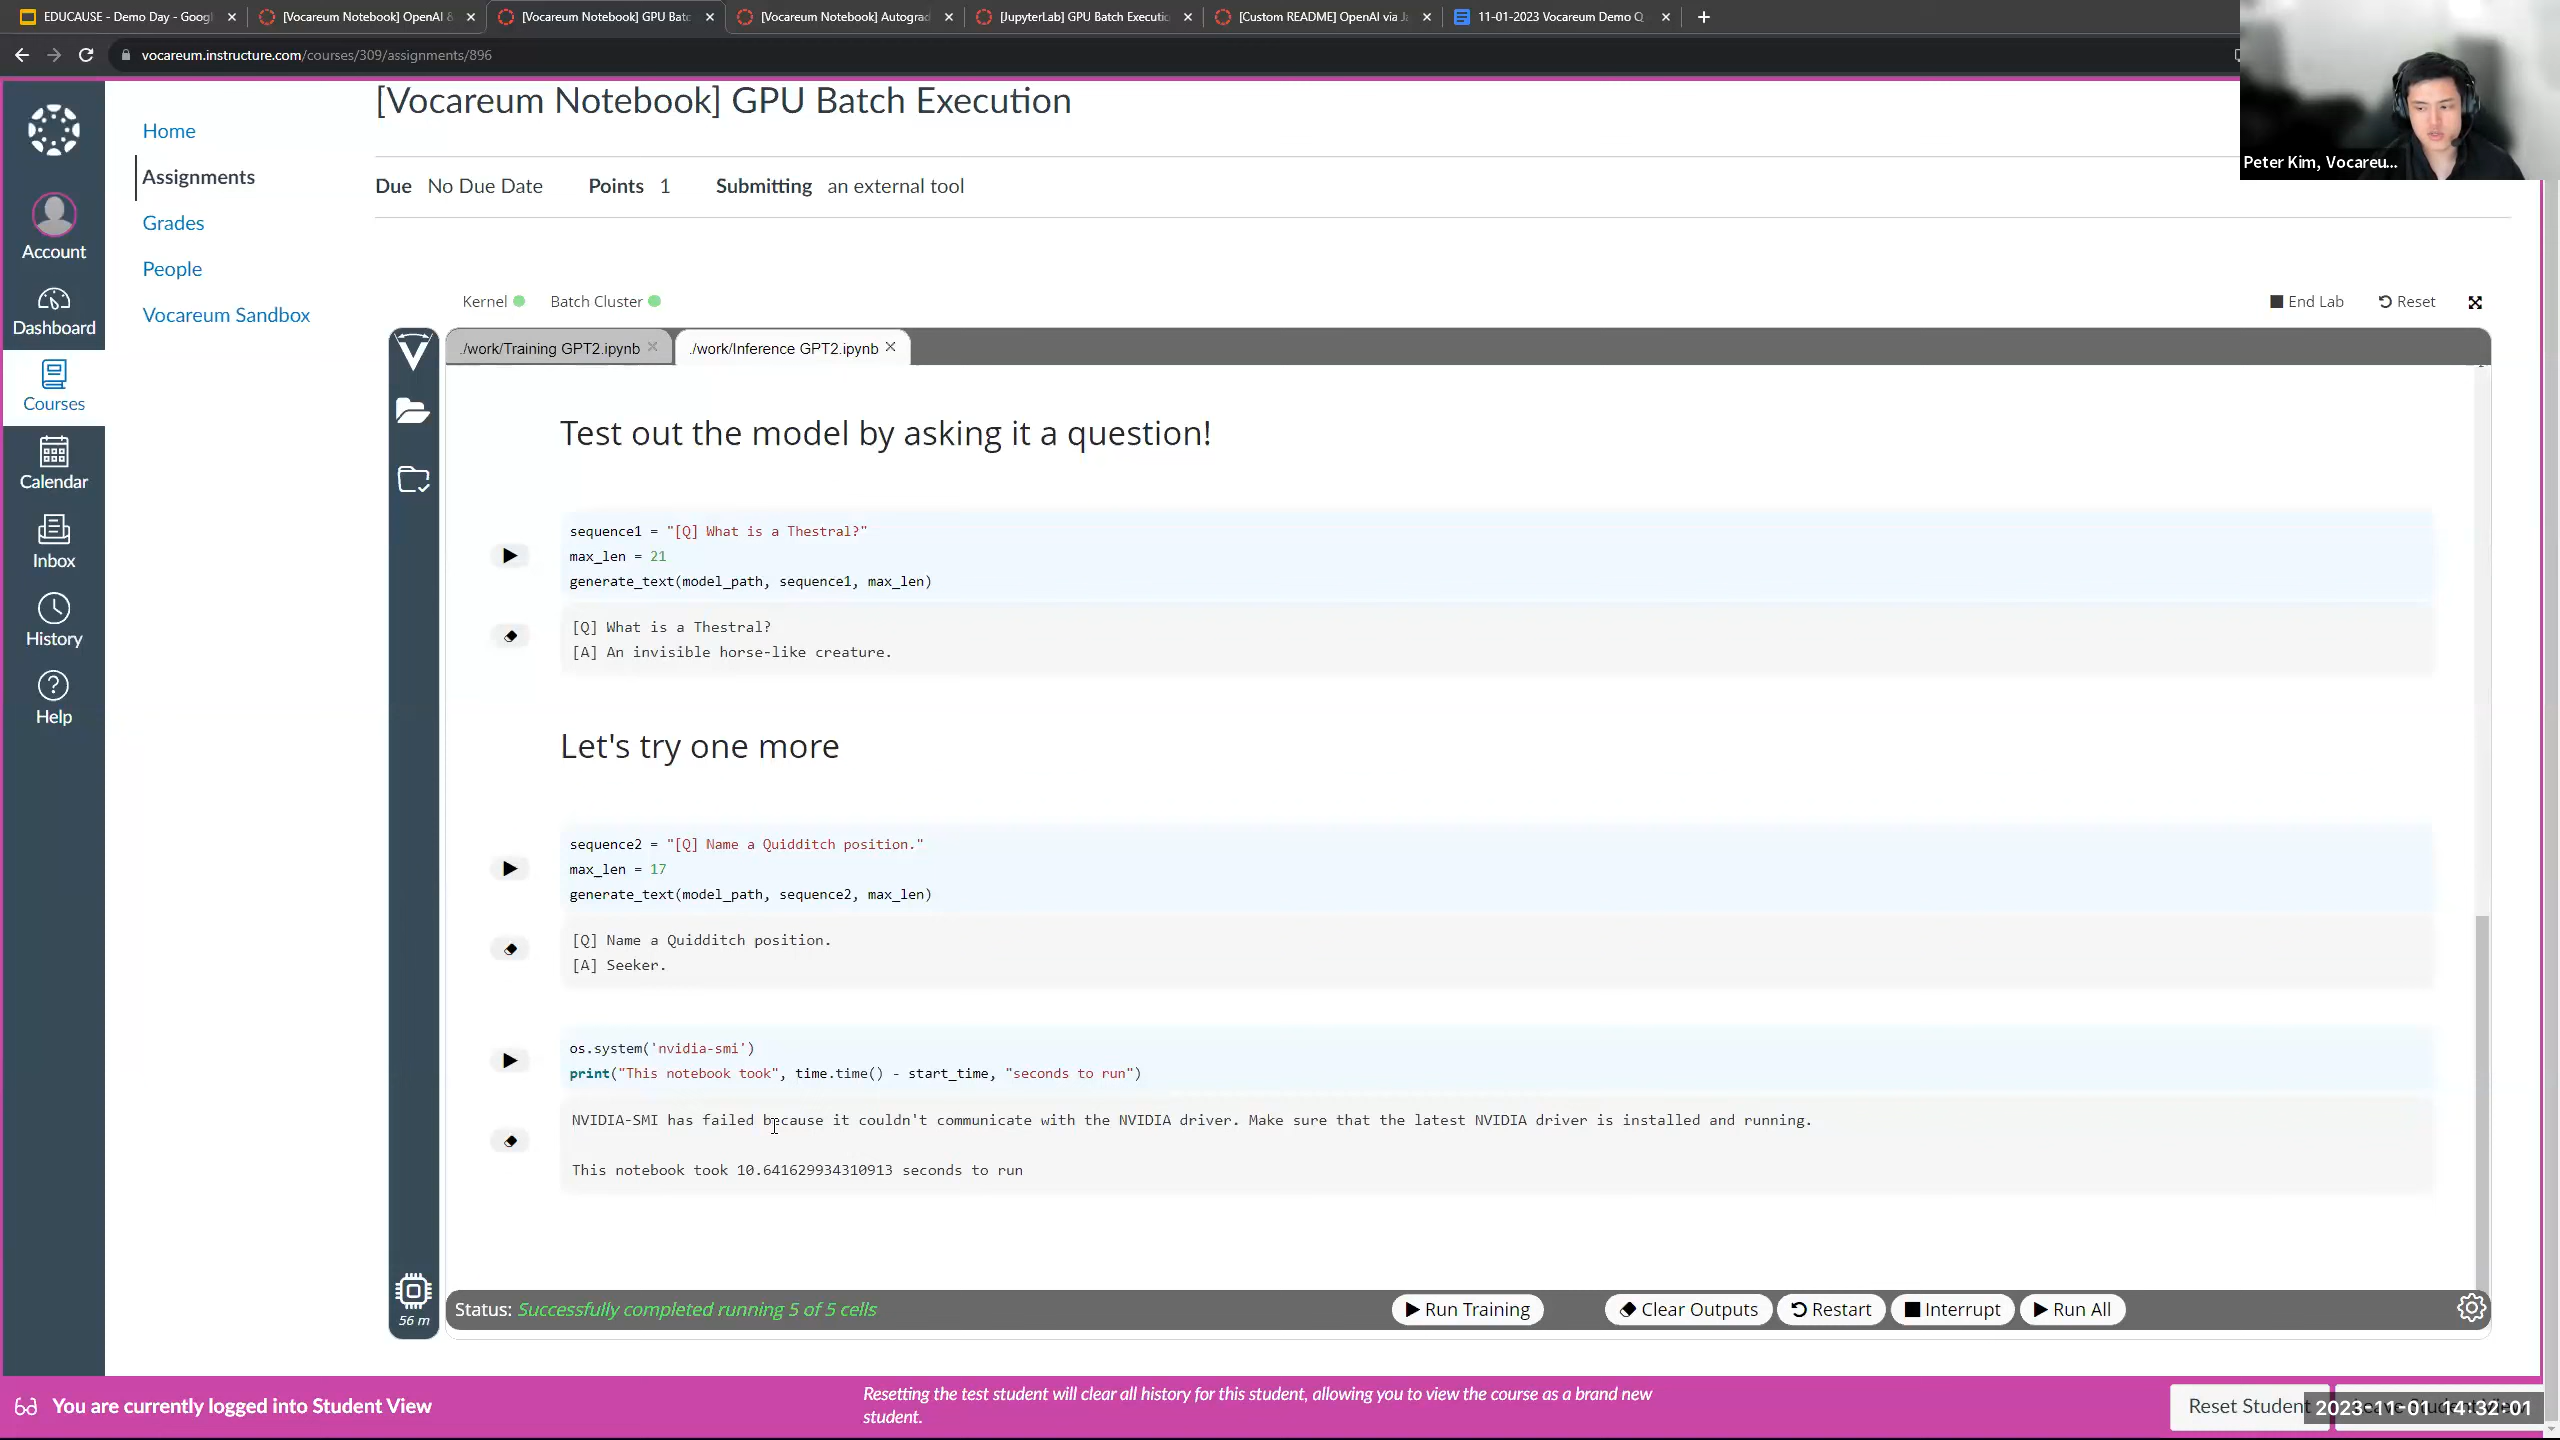 EDUCAUSE - Demo Day - Googl
[Vocareum Notebook] OpenAI &
[Vocareum Notebook] GPU Batc
[Vocareum Notebook] Autograd
[JupyterLab] GPU Batch Executio
[Custom README] OpenAI via J
11-01-2023 Vocareum Demo Q
vocareum.instructure.com/courses/309/assignments/896
Peter Kim, Vocareu...
[Vocareum Notebook] GPU Batch Execution
Due No Due Date Points 1 Submitting an external tool
Account
Dashboard
Courses
Calendar
Inbox
History
Help
Home
Assignments
Grades
People
Vocareum Sandbox
Kernel Batch Cluster End Lab Reset
./work/Training GPT2.ipynb
./work/Inference GPT2.ipynb
Test out the model by asking it a question!
sequence1 = "[Q] What is a Thestral?"
max_len = 21
generate_text(model_path, sequence1, max_len)
[Q] What is a Thestral?
[A] An invisible horse-like creature.
Let's try one more
sequence2 = "[Q] Name a Quidditch position."
max_len = 17
generate_text(model_path, sequence2, max_len)
[Q] Name a Quidditch position.
[A] Seeker.
os.system('nvidia-smi')
print("This notebook took", time.time() - start_time, "seconds to run")
NVIDIA-SMI has failed because it couldn't communicate with the NVIDIA driver. Make sure that the latest NVIDIA driver is installed and running.
This notebook took 10.641629934310913 seconds to run
56 m
Status: Successfully completed running 5 of 5 cells
Run Training Clear Outputs Restart Interrupt Run All
You are currently logged into Student View
Resetting the test student will clear all history for this student, allowing you to view the course as a brand new
student.
Reset Student
2023-11-01 14:32:01